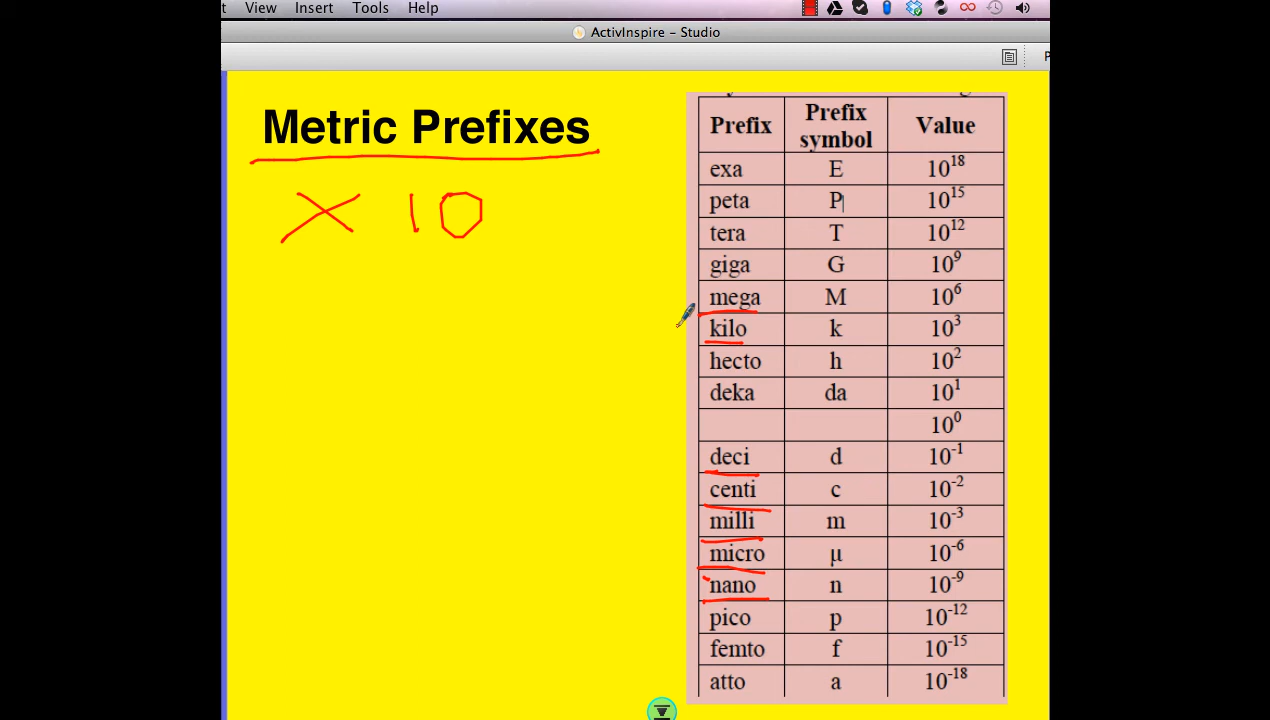 View Insert Tools Help
ActivInspire – Studio
Metric Prefixes
X 10
Prefix Prefix symbol Value
exa E 10^18
peta P 10^15
tera T 10^12
giga G 10^9
mega M 10^6
kilo k 10^3
hecto h 10^2
deka da 10^1
10^0
deci d 10^-1
centi c 10^-2
milli m 10^-3
micro μ 10^-6
nano n 10^-9
pico p 10^-12
femto f 10^-15
atto a 10^-18